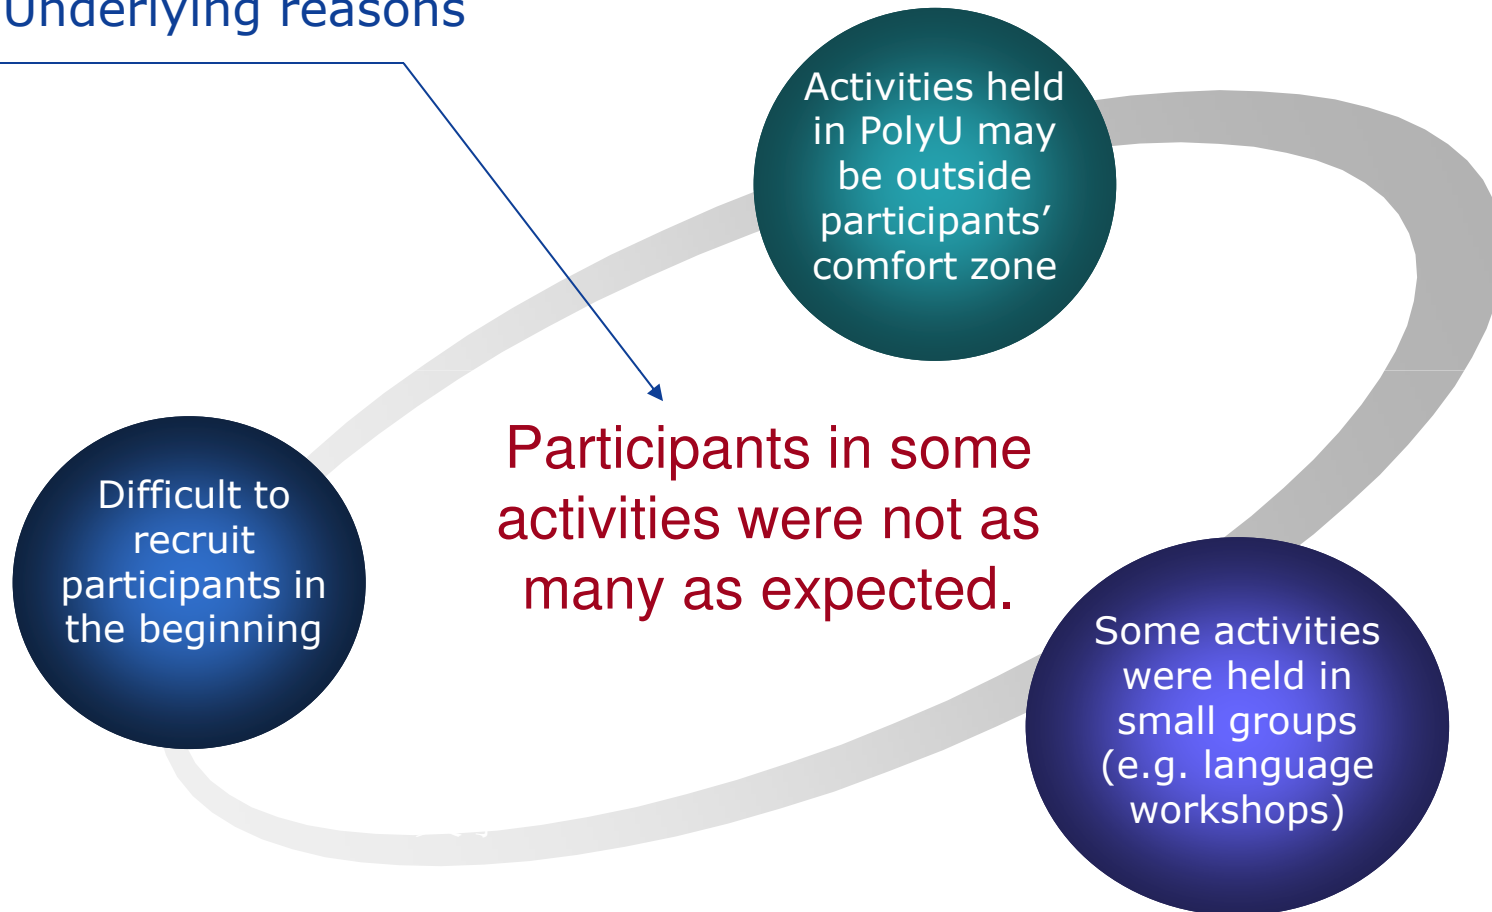 Underlying reasons
Activities held
in PolyU may
be outside
participants’
comfort zone
Participants in some
activities were not as
many as expected.
Difficult to
recruit
participants in
the beginning
Some activities
were held in
small groups
(e.g. language
workshops)